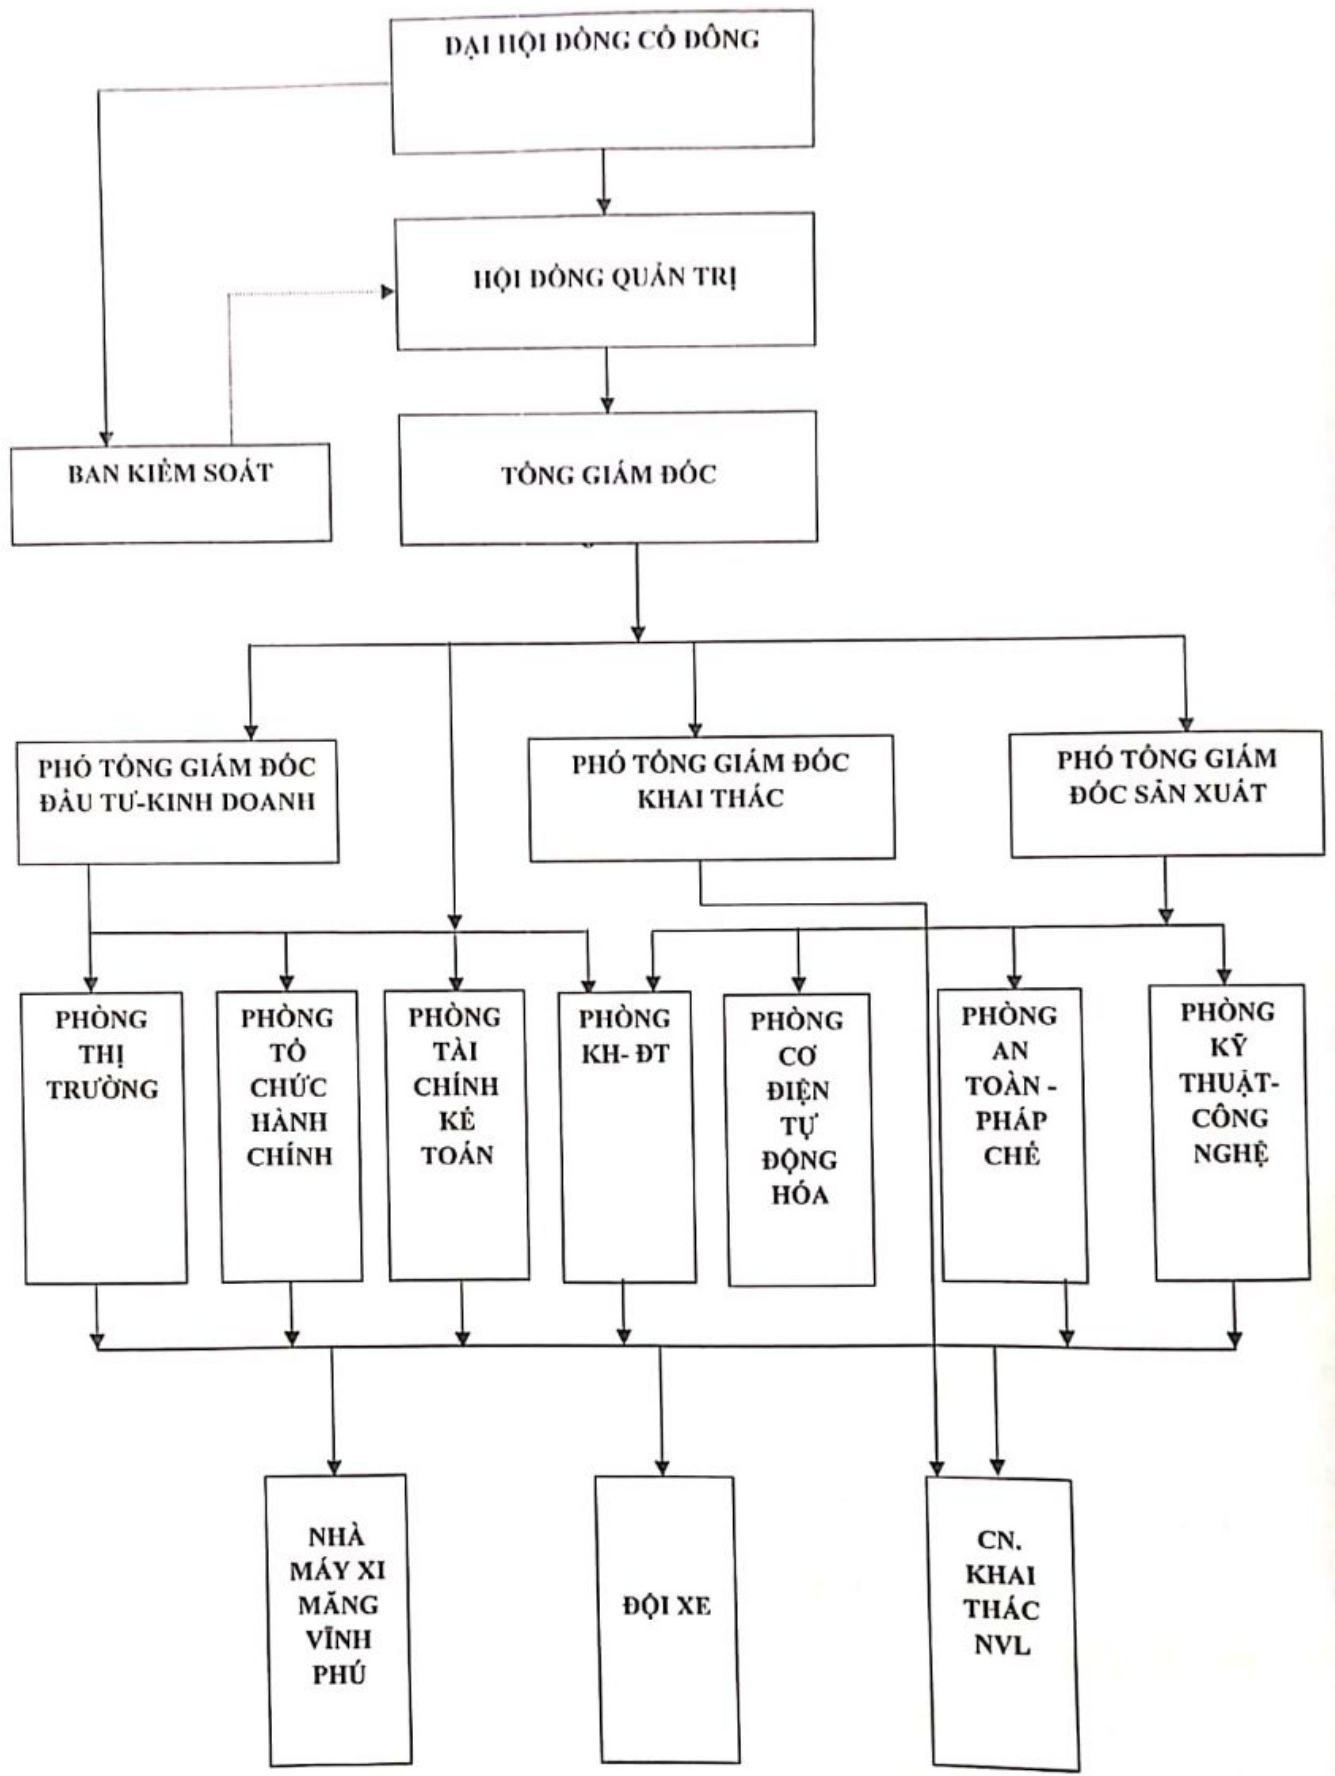 ĐẠI HỘI ĐỒNG CỔ ĐÔNG
HỘI ĐỒNG QUẢN TRỊ
BAN KIỂM SOÁT
TỔNG GIÁM ĐỐC
PHÓ TỔNG GIÁM ĐỐC
ĐẦU TƯ-KINH DOANH
PHÓ TỔNG GIÁM ĐỐC
KHAI THÁC
PHÓ TỔNG GIÁM
ĐỐC SẢN XUẤT
PHÒNG
THỊ
TRƯỜNG
PHÒNG
TỔ
CHỨC
HÀNH
CHÍNH
PHÒNG
TÀI
CHÍNH
KẾ
TOÁN
PHÒNG
KH- ĐT
PHÒNG
CƠ
ĐIỆN
TỰ
ĐỘNG
HÓA
PHÒNG
AN
TOÀN -
PHÁP
CHẾ
PHÒNG
KỸ
THUẬT-
CÔNG
NGHỆ
NHÀ
MÁY XI
MĂNG
VĨNH
PHÚ
ĐỘI XE
CN.
KHAI
THÁC
NVL